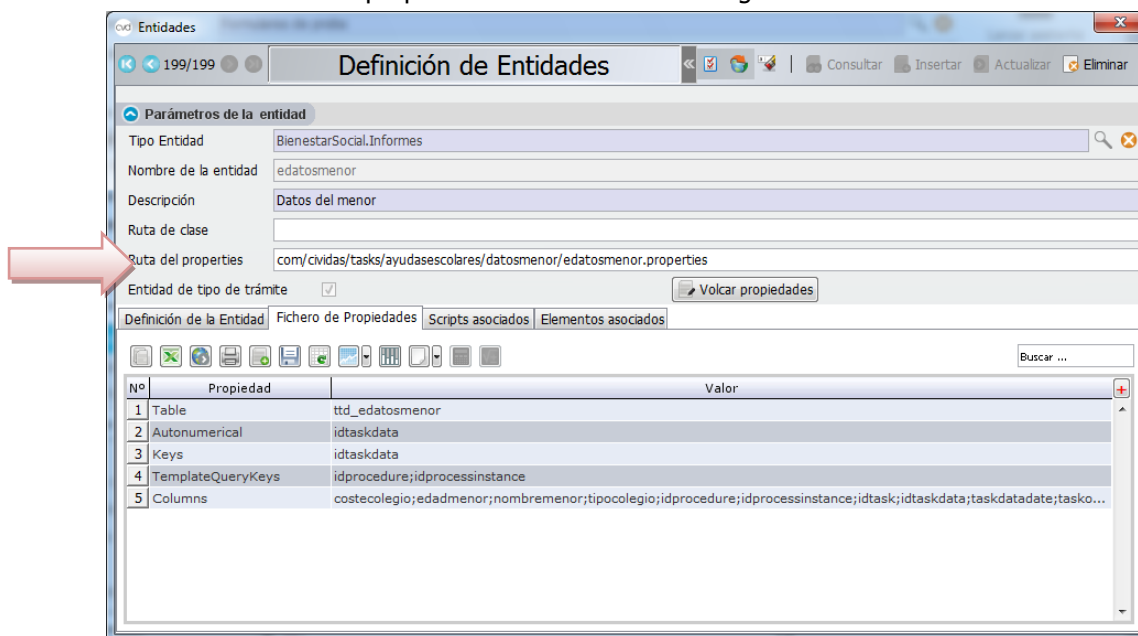 cvd Entidades
199/199 Definición de Entidades Consultar Insertar Actualizar Eliminar
Parámetros de la entidad
Tipo Entidad BienestarSocial.Informes
Nombre de la entidad edatosmenor
Descripción Datos del menor
Ruta de clase
Ruta del properties com/cividas/tasks/ayudasescolares/datosmenor/edatosmenor.properties
Entidad de tipo de trámite Volcar propiedades
Definición de la Entidad Fichero de Propiedades Scripts asociados Elementos asociados
Buscar ...
Nº Propiedad Valor
1 Table ttd_edatosmenor
2 Autonumerical idtaskdata
3 Keys idtaskdata
4 TemplateQueryKeys idprocedure;idprocessinstance
5 Columns costecolegio;edadmenor;nombremenor;tipocolegio;idprocedure;idprocessinstance;idtask;idtaskdata;taskdatadate;tasko...